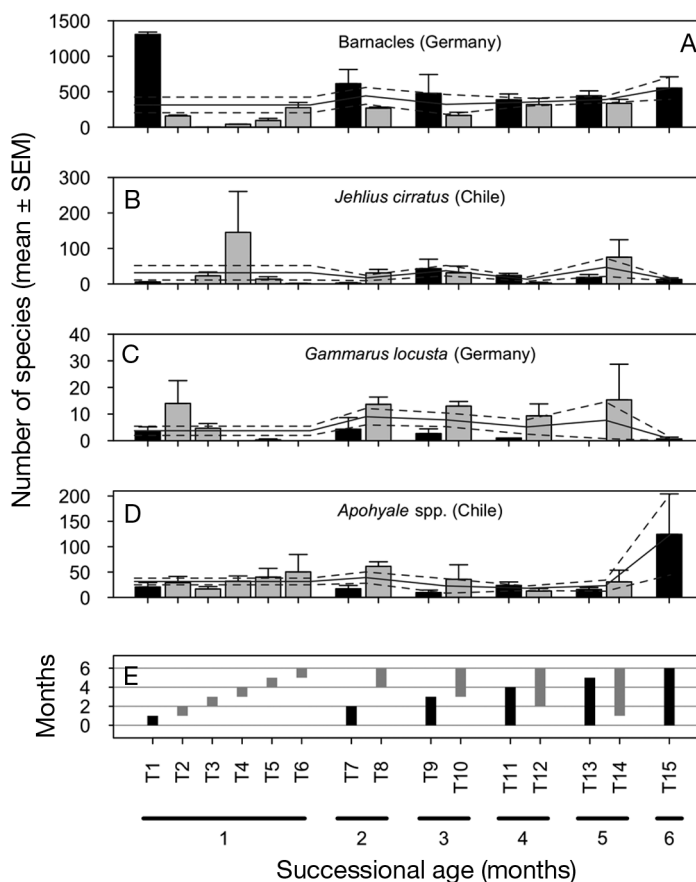 Number of species (mean ± SEM)
A
Barnacles (Germany)
1500
1000
500
0
B
Jehlius cirratus (Chile)
300
200
100
0
C
Gammarus locusta (Germany)
40
30
20
10
0
D
Apohyale spp. (Chile)
200
150
100
50
0
E
Months
6
4
2
0
T1 T2 T3 T4 T5 T6 T7 T8 T9 T10 T11 T12 T13 T14 T15
1 2 3 4 5 6
Successional age (months)